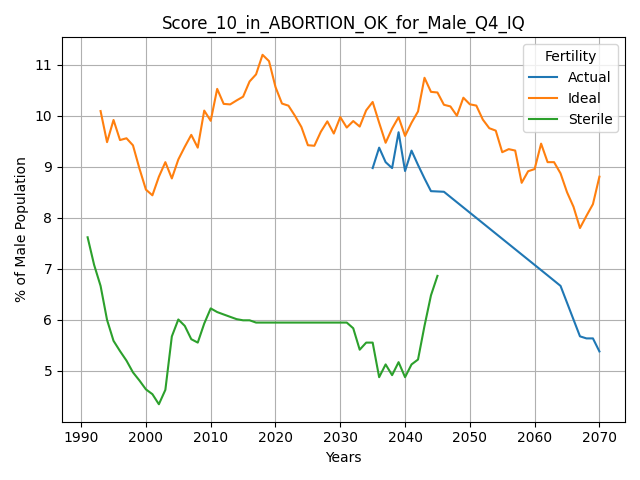 Score_10_in_ABORTION_OK_for_Male_Q4_IQ
Fertility
Actual
Ideal
Sterile
% of Male Population
11
10
9
8
7
6
5
1990 2000 2010 2020 2030 2040 2050 2060 2070
Years